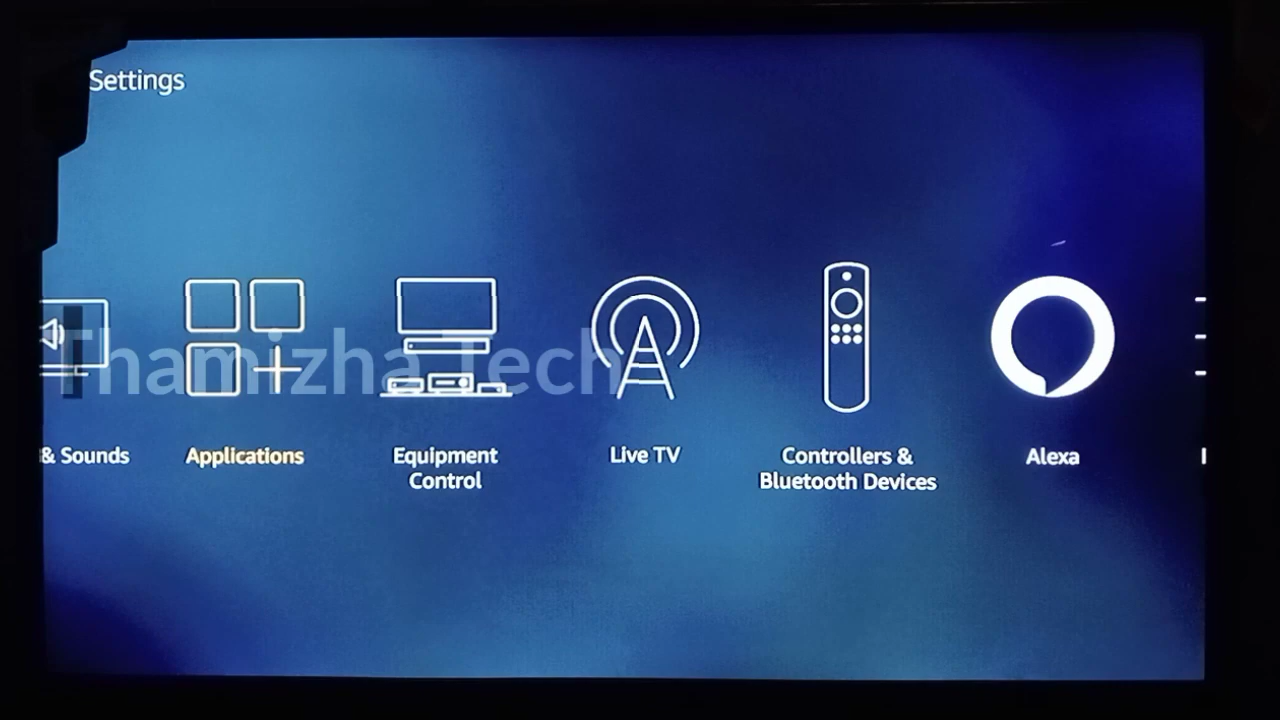 Settings
& Sounds
Applications
Equipment
Control
Live TV
Controllers &
Bluetooth Devices
Alexa
Thamizha Tech